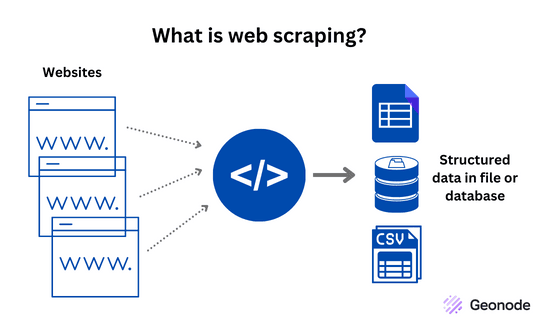 What is web scraping?
Websites
WWW.
WWW.
WWW.
</>
Structured
data in file or
database
CSV
Geonode